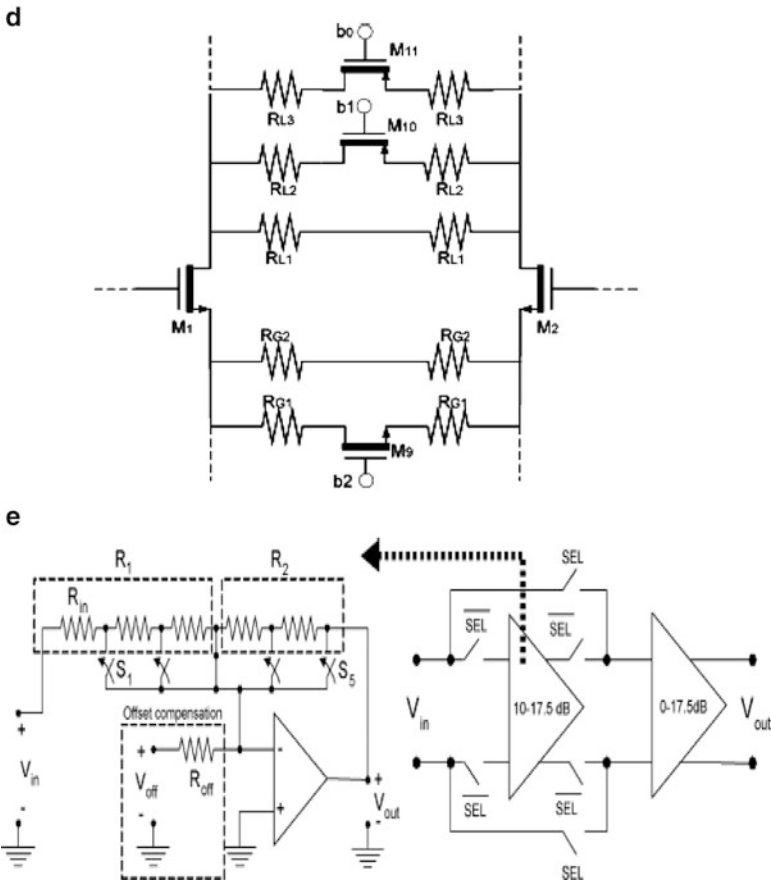 d
b0
M11
RL3 RL3
b1
M10
RL2 RL2
RL1 RL1
M1 M2
RG2 RG2
RG1 RG1
M9
b2
e
R1 R2
Rin
S1 S5
Offset compensation
+ Vin -
+ Voff -
Roff
-
+
+ Vout -
SEL
SEL SEL
Vin
10-17.5 dB
0-17.5dB
Vout
SEL SEL
SEL